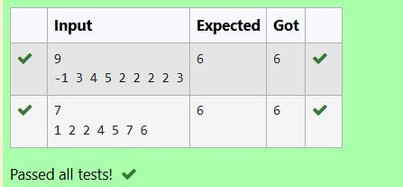 Input Expected Got
9 6 6
-1 3 4 5 2 2 2 2 3
7 6 6
1 2 2 4 5 7 6
Passed all tests!